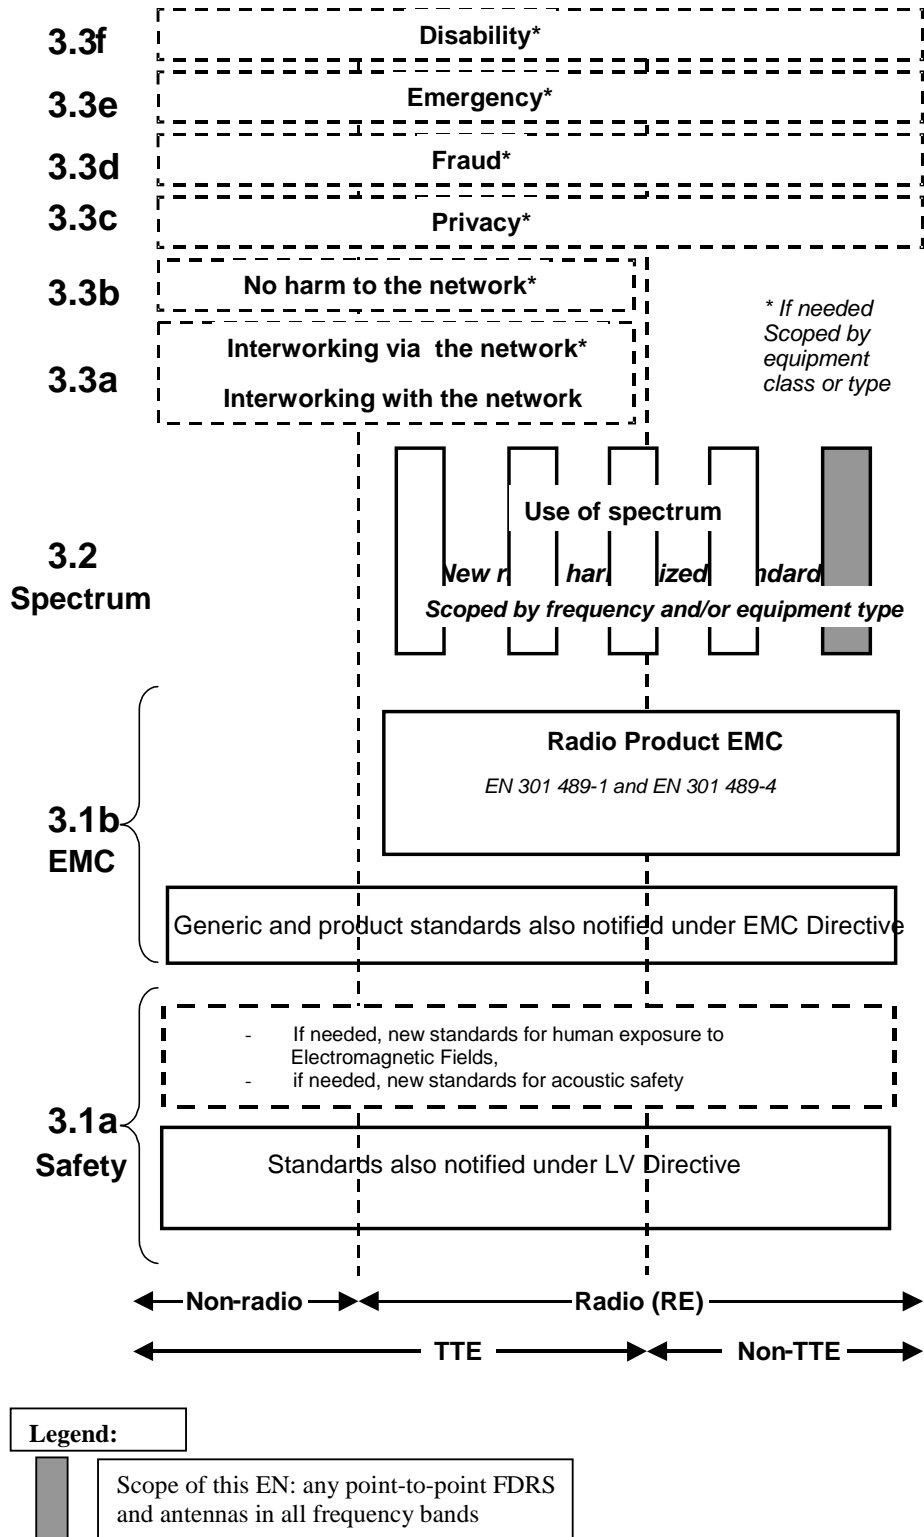 3.3f
Disability*
3.3e
Emergency*
3.3d
Fraud*
3.3c
Privacy*
3.3b
No harm to the network*
3.3a
Interworking via the network*
Interworking with the network
* If needed
Scoped by
equipment
class or type
3.2
Spectrum
Use of spectrum
Scoped by frequency and/or equipment type
3.1b
EMC
Radio Product EMC
EN 301 489-1 and EN 301 489-4
Generic and product standards also notified under EMC Directive
3.1a
Safety
- If needed, new standards for human exposure to
Electromagnetic Fields,
- if needed, new standards for acoustic safety
Standards also notified under LV Directive
Non-radio
Radio (RE)
TTE
Non-TTE
Legend:
Scope of this EN: any point-to-point FDRS
and antennas in all frequency bands